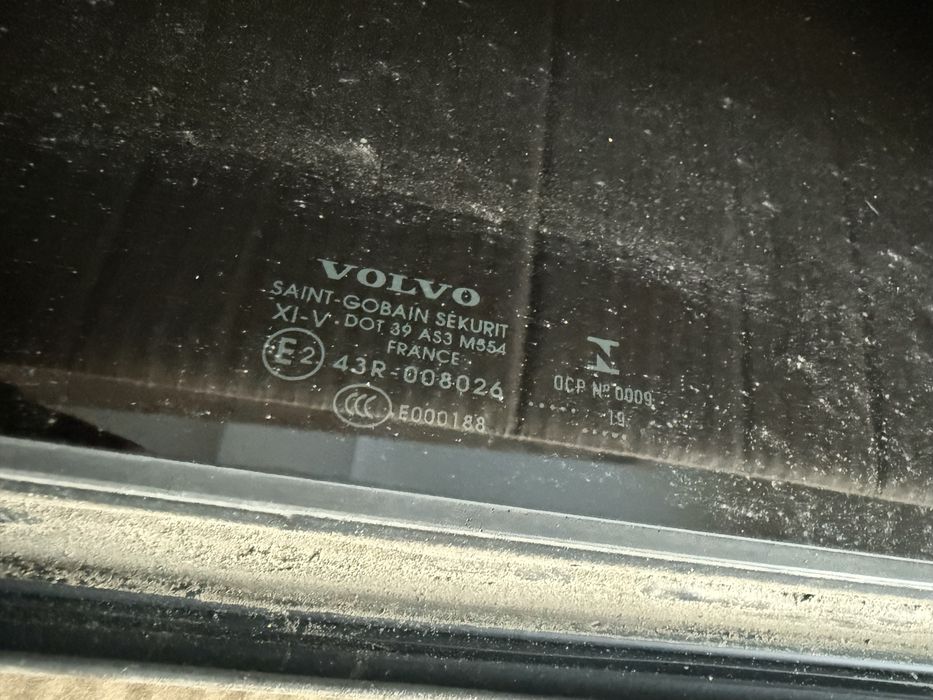 VOLVO
SAINT-GOBAIN SEKURIT
XI-V DOT 39 AS3 M554
FRANCE
E2 43R-008026
CCC E000188
OCP Nº 0009
19